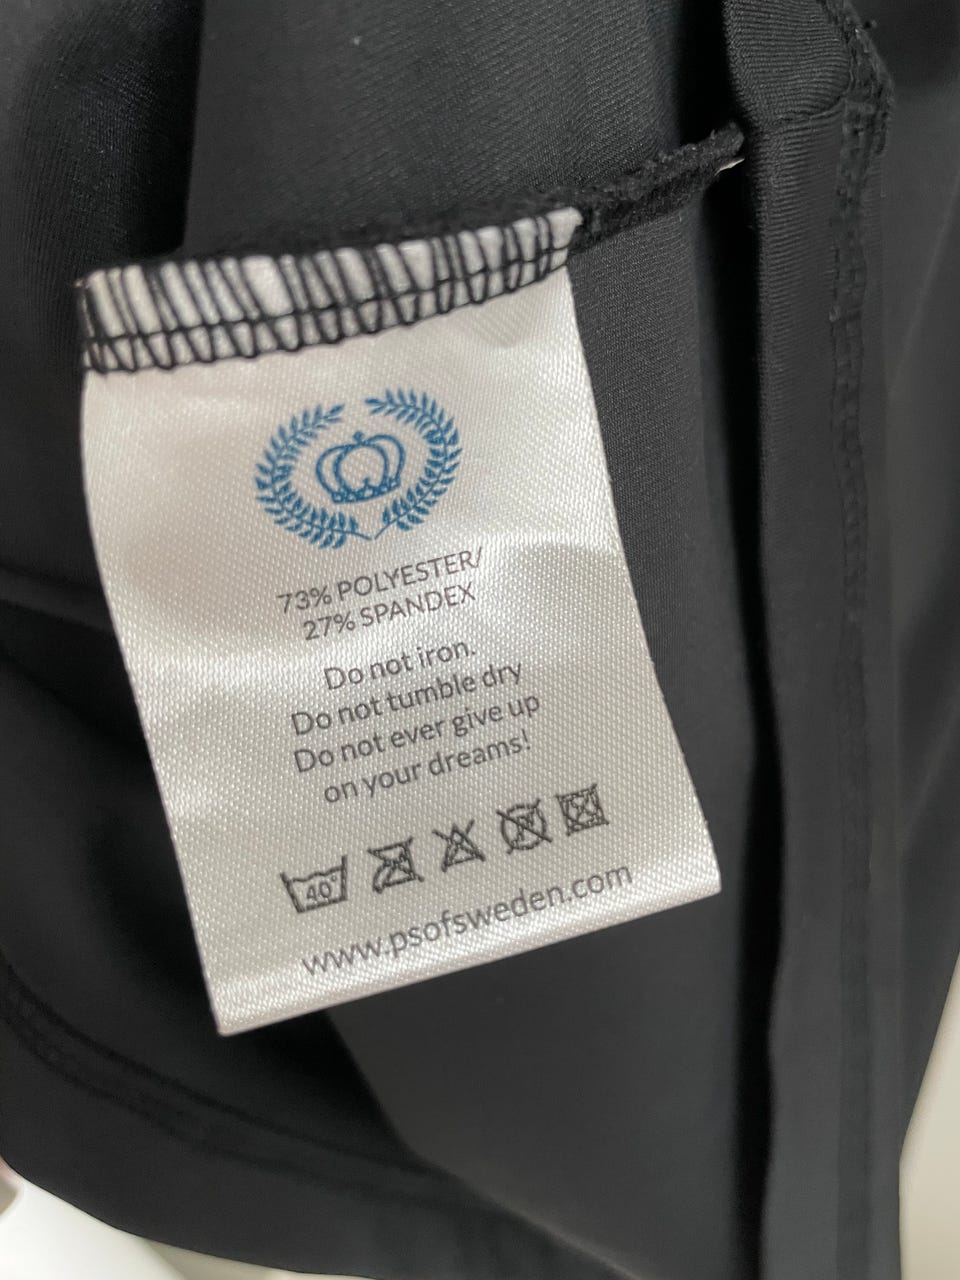 73% POLYESTER/
27% SPANDEX
Do not iron.
Do not tumble dry
Do not ever give up
on your dreams!
40°
www.psofsweden.com